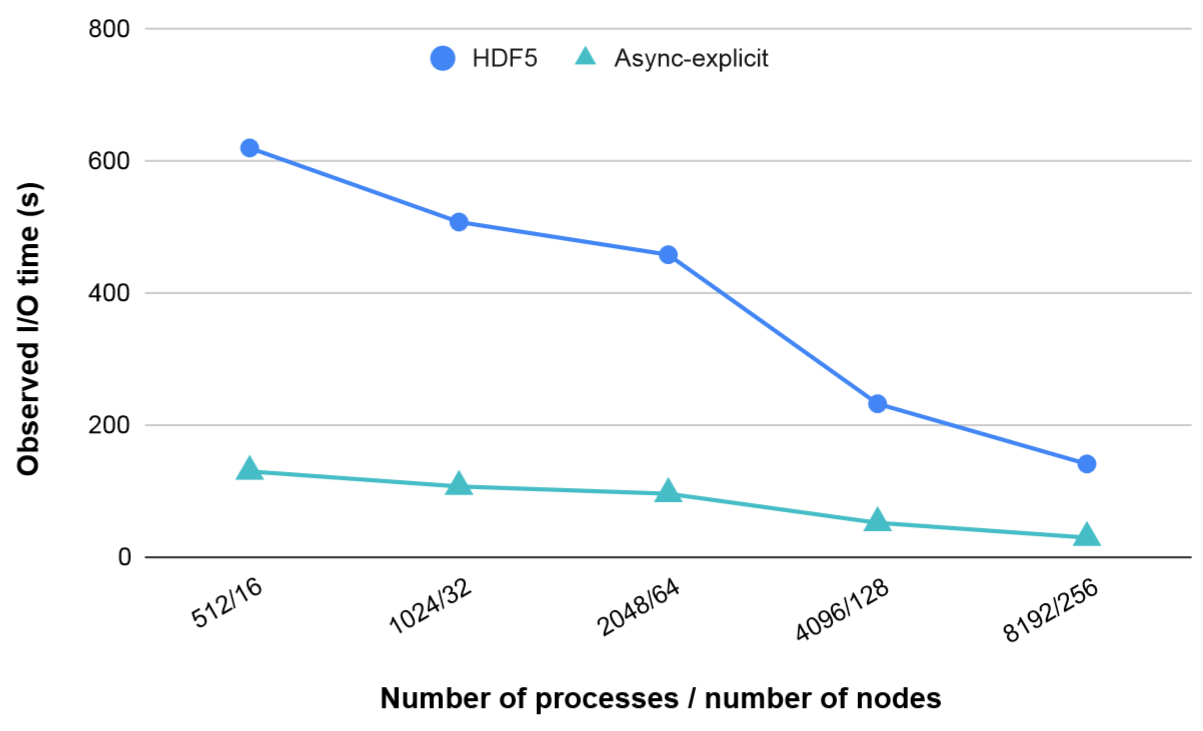 800
HDF5 Async-explicit
600
400
200
0
Observed I/O time (s)
512/16 1024/32 2048/64 4096/128 8192/256
Number of processes / number of nodes